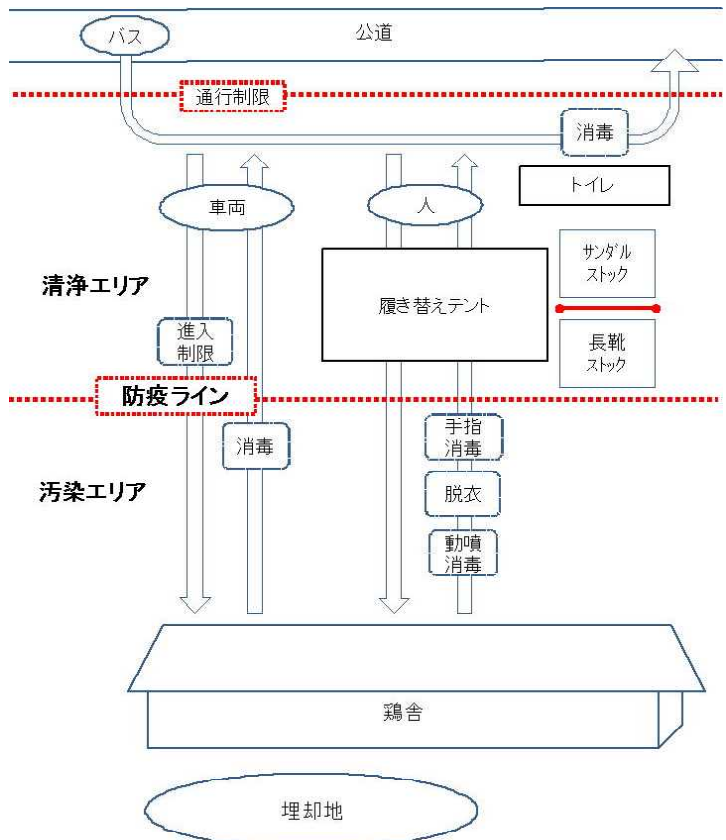 バス
公道
通行制限
消毒
トイレ
車両
人
サンダル
ストック
清浄エリア
履き替えテント
進入
制限
長靴
ストック
防疫ライン
手指
消毒
消毒
汚染エリア
脱衣
動噴
消毒
鶏舎
埋却地